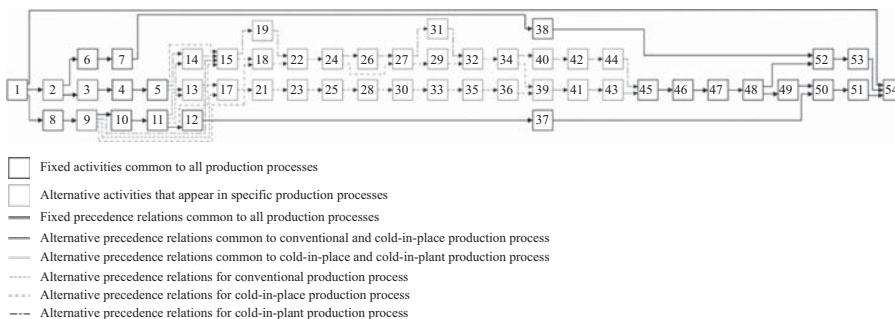 19 31 38
6 7 14 15 18 22 24 26 27 29 32 34 40 42 44 52 53
1 2 3 4 5 13 17 21 23 25 28 30 33 35 36 39 41 43 45 46 47 48 49 50 51 54
8 9 10 11 12 37
Fixed activities common to all production processes
Alternative activities that appear in specific production processes
Fixed precedence relations common to all production processes
Alternative precedence relations common to conventional and cold-in-place production process
Alternative precedence relations common to cold-in-place and cold-in-plant production process
Alternative precedence relations for conventional production process
Alternative precedence relations for cold-in-place production process
Alternative precedence relations for cold-in-plant production process